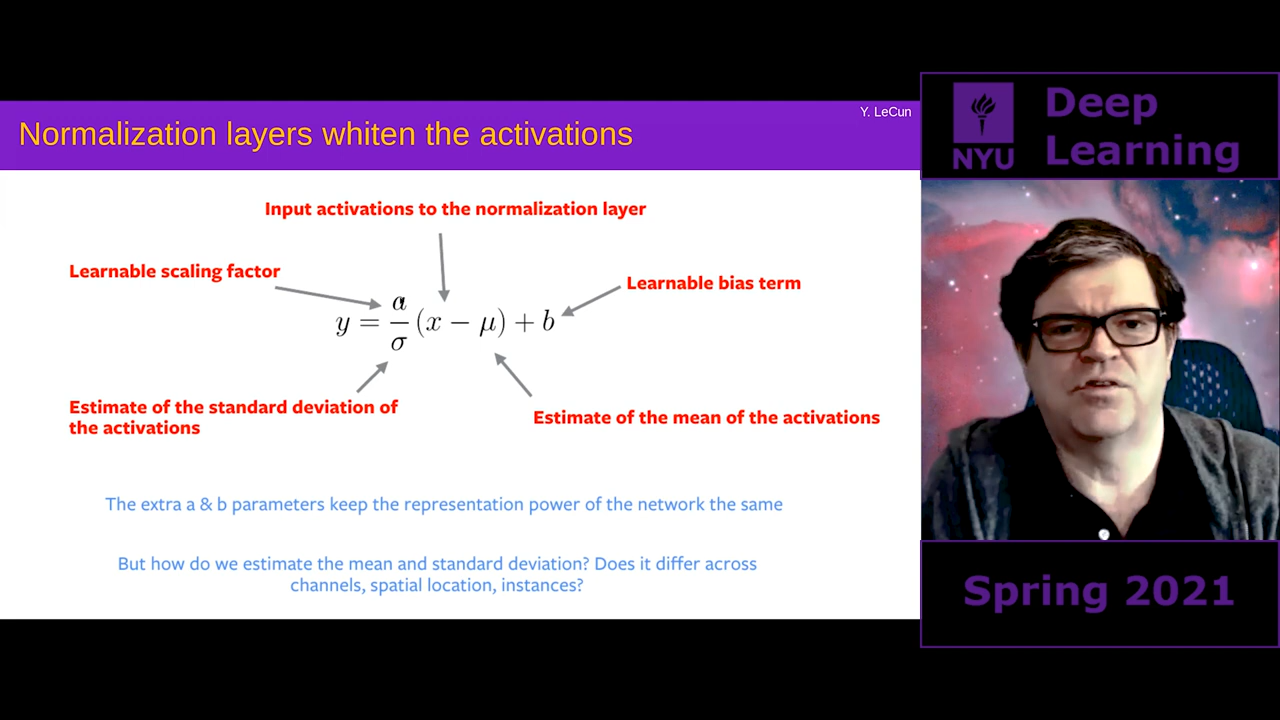 Y. LeCun
Normalization layers whiten the activations
Input activations to the normalization layer
Learnable scaling factor
Learnable bias term
y = a/σ (x − μ) + b
Estimate of the standard deviation of
the activations
Estimate of the mean of the activations
The extra a & b parameters keep the representation power of the network the same
But how do we estimate the mean and standard deviation? Does it differ across
channels, spatial location, instances?
NYU
Deep
Learning
Spring 2021